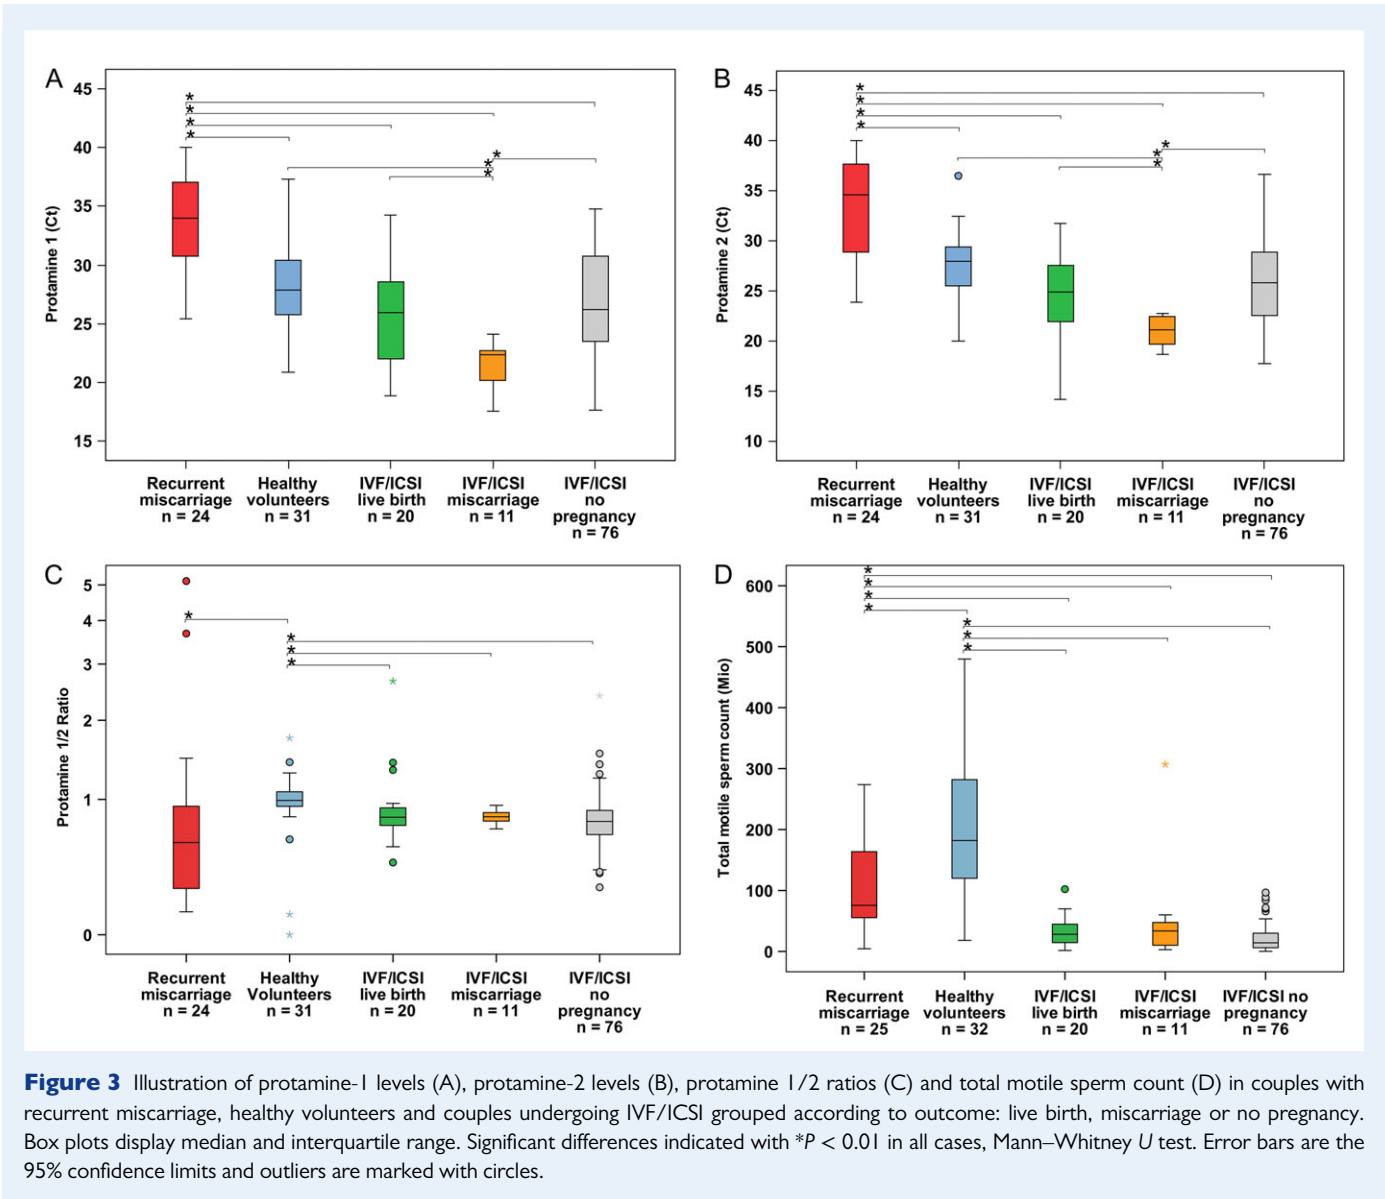 A
45
40
35
30
25
20
15
Protamine 1 (Ct)
*
*
*
*
*
*
*
Recurrent
miscarriage
n = 24
Healthy
volunteers
n = 31
IVF/ICSI
live birth
n = 20
IVF/ICSI
miscarriage
n = 11
IVF/ICSI
no
pregnancy
n = 76
B
45
40
35
30
25
20
15
10
Protamine 2 (Ct)
*
*
*
*
*
*
*
Recurrent
miscarriage
n = 24
Healthy
volunteers
n = 31
IVF/ICSI
live birth
n = 20
IVF/ICSI
miscarriage
n = 11
IVF/ICSI
no
pregnancy
n = 76
C
5
4
3
2
1
0
Protamine 1/2 Ratio
*
*
*
*
Recurrent
miscarriage
n = 24
Healthy
Volunteers
n = 31
IVF/ICSI
live birth
n = 20
IVF/ICSI
miscarriage
n = 11
IVF/ICSI
no
pregnancy
n = 76
D
600
500
400
300
200
100
0
Total motile sperm count (Mio)
*
*
*
*
*
*
*
Recurrent
miscarriage
n = 25
Healthy
volunteers
n = 32
IVF/ICSI
live birth
n = 20
IVF/ICSI
miscarriage
n = 11
IVF/ICSI no
pregnancy
n = 76
Figure 3 Illustration of protamine-1 levels (A), protamine-2 levels (B), protamine 1/2 ratios (C) and total motile sperm count (D) in couples with
recurrent miscarriage, healthy volunteers and couples undergoing IVF/ICSI grouped according to outcome: live birth, miscarriage or no pregnancy.
Box plots display median and interquartile range. Significant differences indicated with *P < 0.01 in all cases, Mann–Whitney U test. Error bars are the
95% confidence limits and outliers are marked with circles.